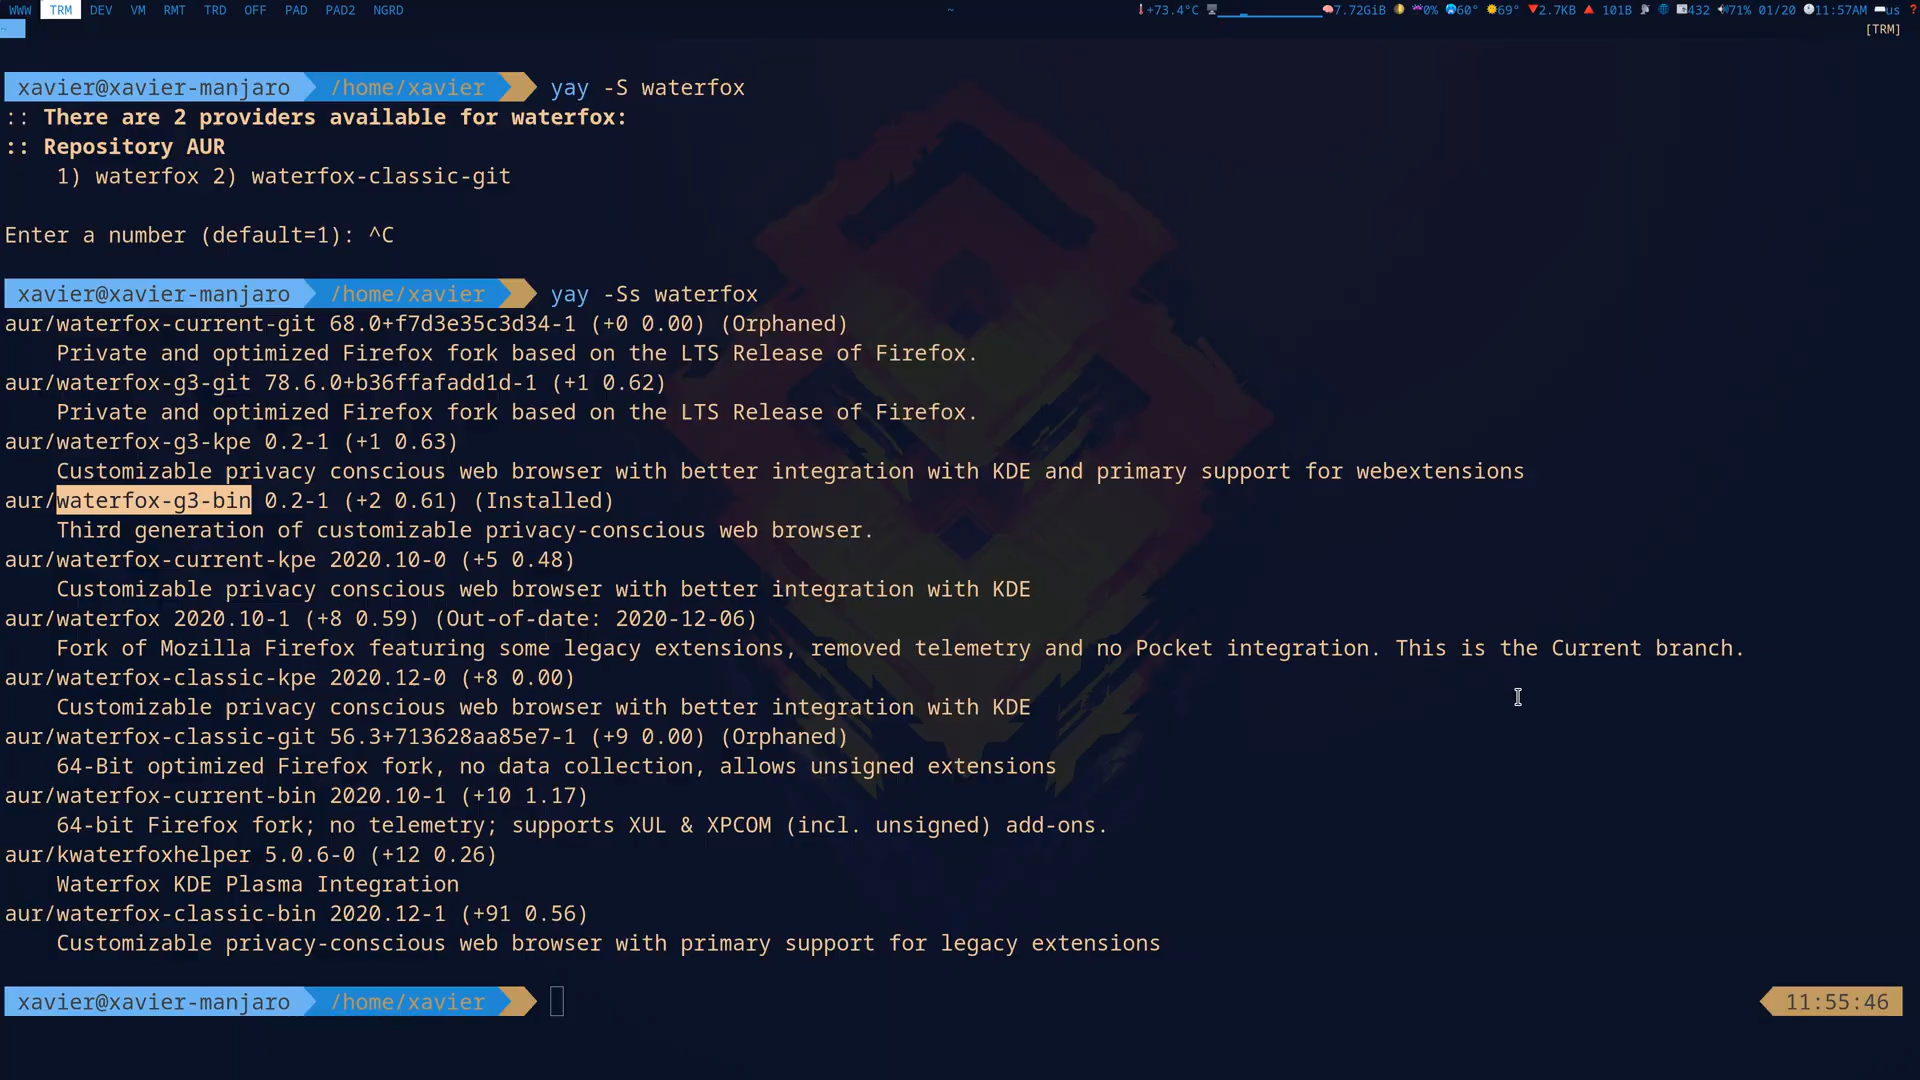 WWW TRM DEV VM RMT TRD OFF PAD PAD2 NGRD ~ +73.4°C 7.72GiB 0% 60° 69° 2.7KB 101B 432 71% 01/20 11:57AM us ?
~ [TRM]
xavier@xavier-manjaro /home/xavier yay -S waterfox
:: There are 2 providers available for waterfox:
:: Repository AUR
1) waterfox 2) waterfox-classic-git
Enter a number (default=1): ^C
xavier@xavier-manjaro /home/xavier yay -Ss waterfox
aur/waterfox-current-git 68.0+f7d3e35c3d34-1 (+0 0.00) (Orphaned)
Private and optimized Firefox fork based on the LTS Release of Firefox.
aur/waterfox-g3-git 78.6.0+b36ffafadd1d-1 (+1 0.62)
Private and optimized Firefox fork based on the LTS Release of Firefox.
aur/waterfox-g3-kpe 0.2-1 (+1 0.63)
Customizable privacy conscious web browser with better integration with KDE and primary support for webextensions
aur/waterfox-g3-bin 0.2-1 (+2 0.61) (Installed)
Third generation of customizable privacy-conscious web browser.
aur/waterfox-current-kpe 2020.10-0 (+5 0.48)
Customizable privacy conscious web browser with better integration with KDE
aur/waterfox 2020.10-1 (+8 0.59) (Out-of-date: 2020-12-06)
Fork of Mozilla Firefox featuring some legacy extensions, removed telemetry and no Pocket integration. This is the Current branch.
aur/waterfox-classic-kpe 2020.12-0 (+8 0.00)
Customizable privacy conscious web browser with better integration with KDE
aur/waterfox-classic-git 56.3+713628aa85e7-1 (+9 0.00) (Orphaned)
64-Bit optimized Firefox fork, no data collection, allows unsigned extensions
aur/waterfox-current-bin 2020.10-1 (+10 1.17)
64-bit Firefox fork; no telemetry; supports XUL & XPCOM (incl. unsigned) add-ons.
aur/kwaterfoxhelper 5.0.6-0 (+12 0.26)
Waterfox KDE Plasma Integration
aur/waterfox-classic-bin 2020.12-1 (+91 0.56)
Customizable privacy-conscious web browser with primary support for legacy extensions
xavier@xavier-manjaro /home/xavier 11:55:46